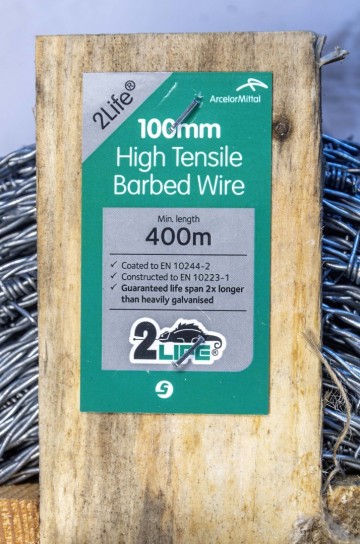 2Life®
ArcelorMittal
100mm
High Tensile
Barbed Wire
Min. length
400m
✓ Coated to EN 10244-2
✓ Constructed to EN 10223-1
✓ Guaranteed life span 2x longer
than heavily galvanised
2LIFE®